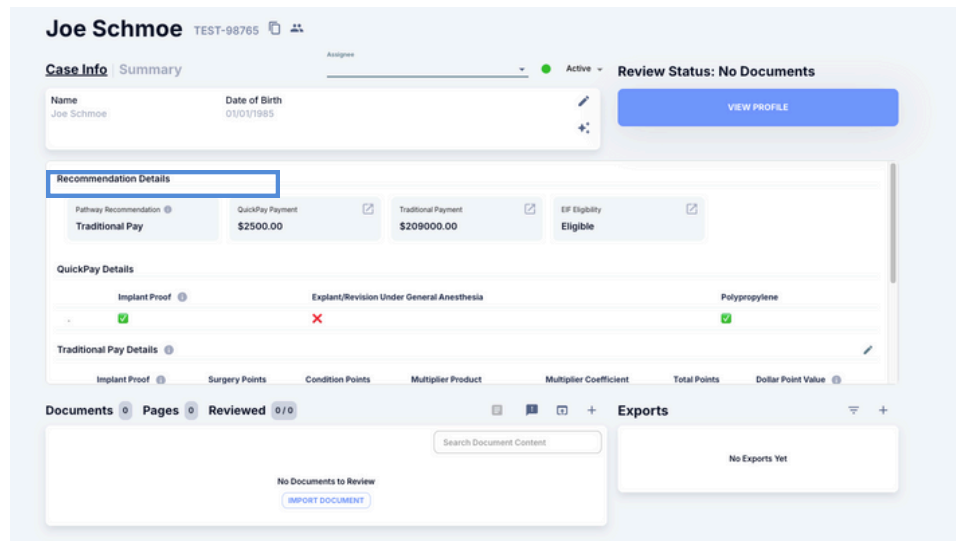 Joe Schmoe TEST-98765
Assignee
Case Info | Summary Active Review Status: No Documents
Name Date of Birth
Joe Schmoe 01/01/1985
VIEW PROFILE
Recommendation Details
Pathway Recommendation QuickPay Payment Traditional Payment EIF Eligibility
Traditional Pay $2500.00 $209000.00 Eligible
QuickPay Details
Implant Proof Explant/Revision Under General Anesthesia Polypropylene
Traditional Pay Details
Implant Proof Surgery Points Condition Points Multiplier Product Multiplier Coefficient Total Points Dollar Point Value
Documents 0 Pages 0 Reviewed 0/0 Exports
Search Document Content
No Exports Yet
No Documents to Review
IMPORT DOCUMENT